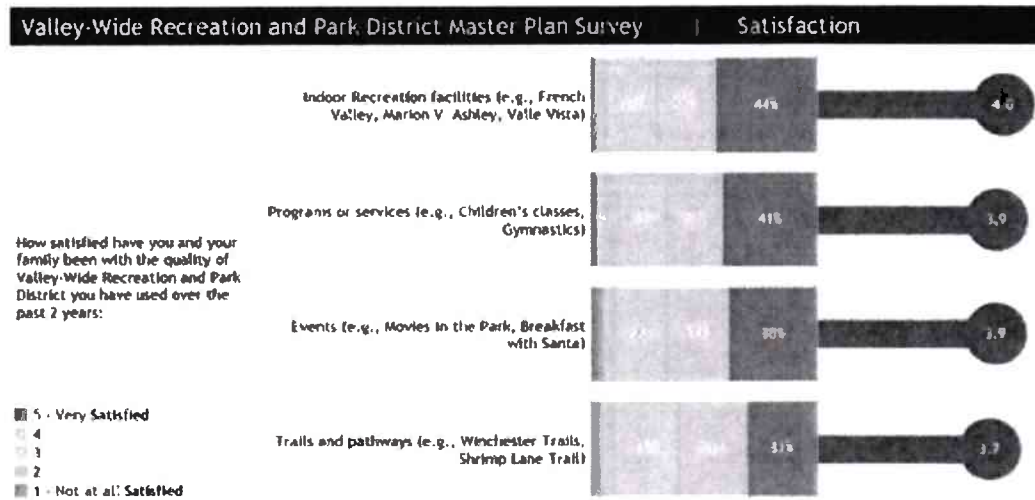 Valley-Wide Recreation and Park District Master Plan Survey | Satisfaction
Indoor Recreation facilities (e.g., French
Valley, Marion V. Ashley, Valle Vista)
44%
4.0
Programs or services (e.g., Children's classes,
Gymnastics)
41%
3.9
How satisfied have you and your
family been with the quality of
Valley-Wide Recreation and Park
District you have used over the
past 2 years:
Events (e.g., Movies in the Park, Breakfast
with Santa)
38%
3.9
5 - Very Satisfied
4
3
2
1 - Not at all Satisfied
Trails and pathways (e.g., Winchester Trails,
Shrimp Lane Trail)
31%
3.7